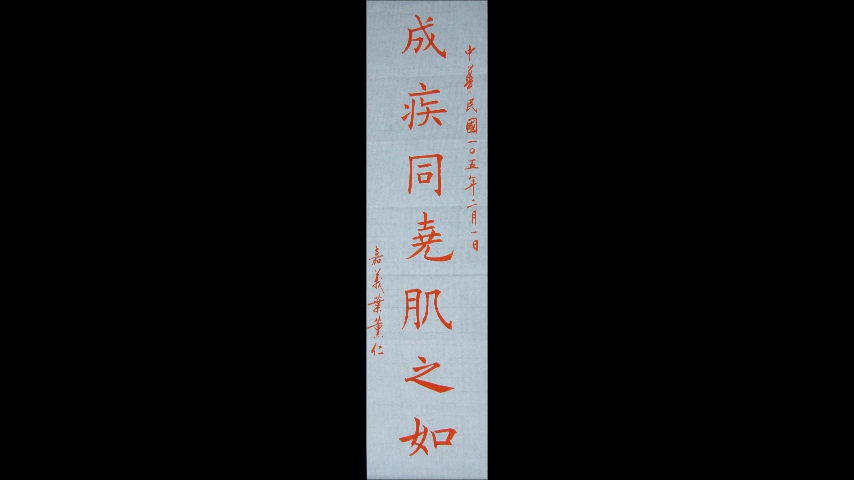 中華民國一〇五年二月一日
成疾同堯肌之如
嘉義葉薰仁